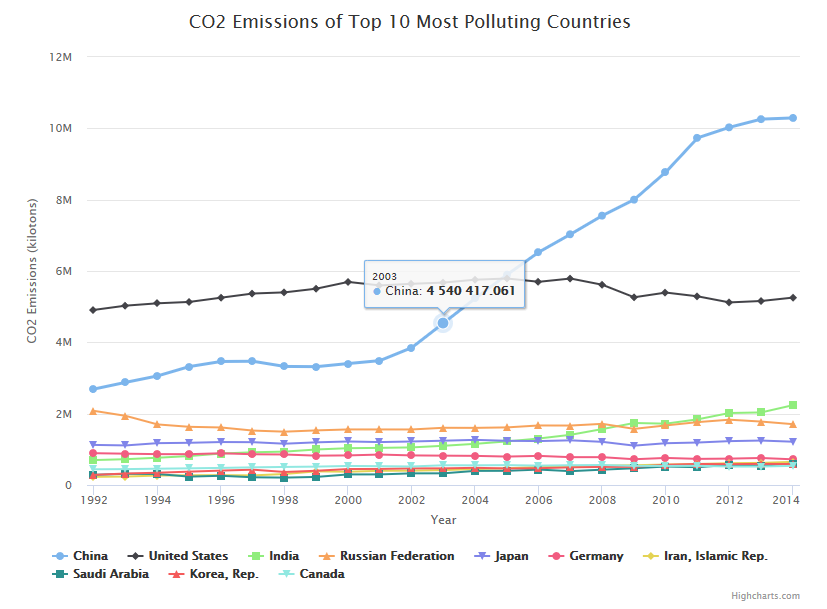 CO2 Emissions of Top 10 Most Polluting Countries
12M
10M
8M
6M
4M
2M
0
CO2 Emissions (kilotons)
2003
China: 4 540 417.061
1992 1994 1996 1998 2000 2002 2004 2006 2008 2010 2012 2014
Year
China United States India Russian Federation Japan Germany Iran, Islamic Rep.
Saudi Arabia Korea, Rep. Canada
Highcharts.com